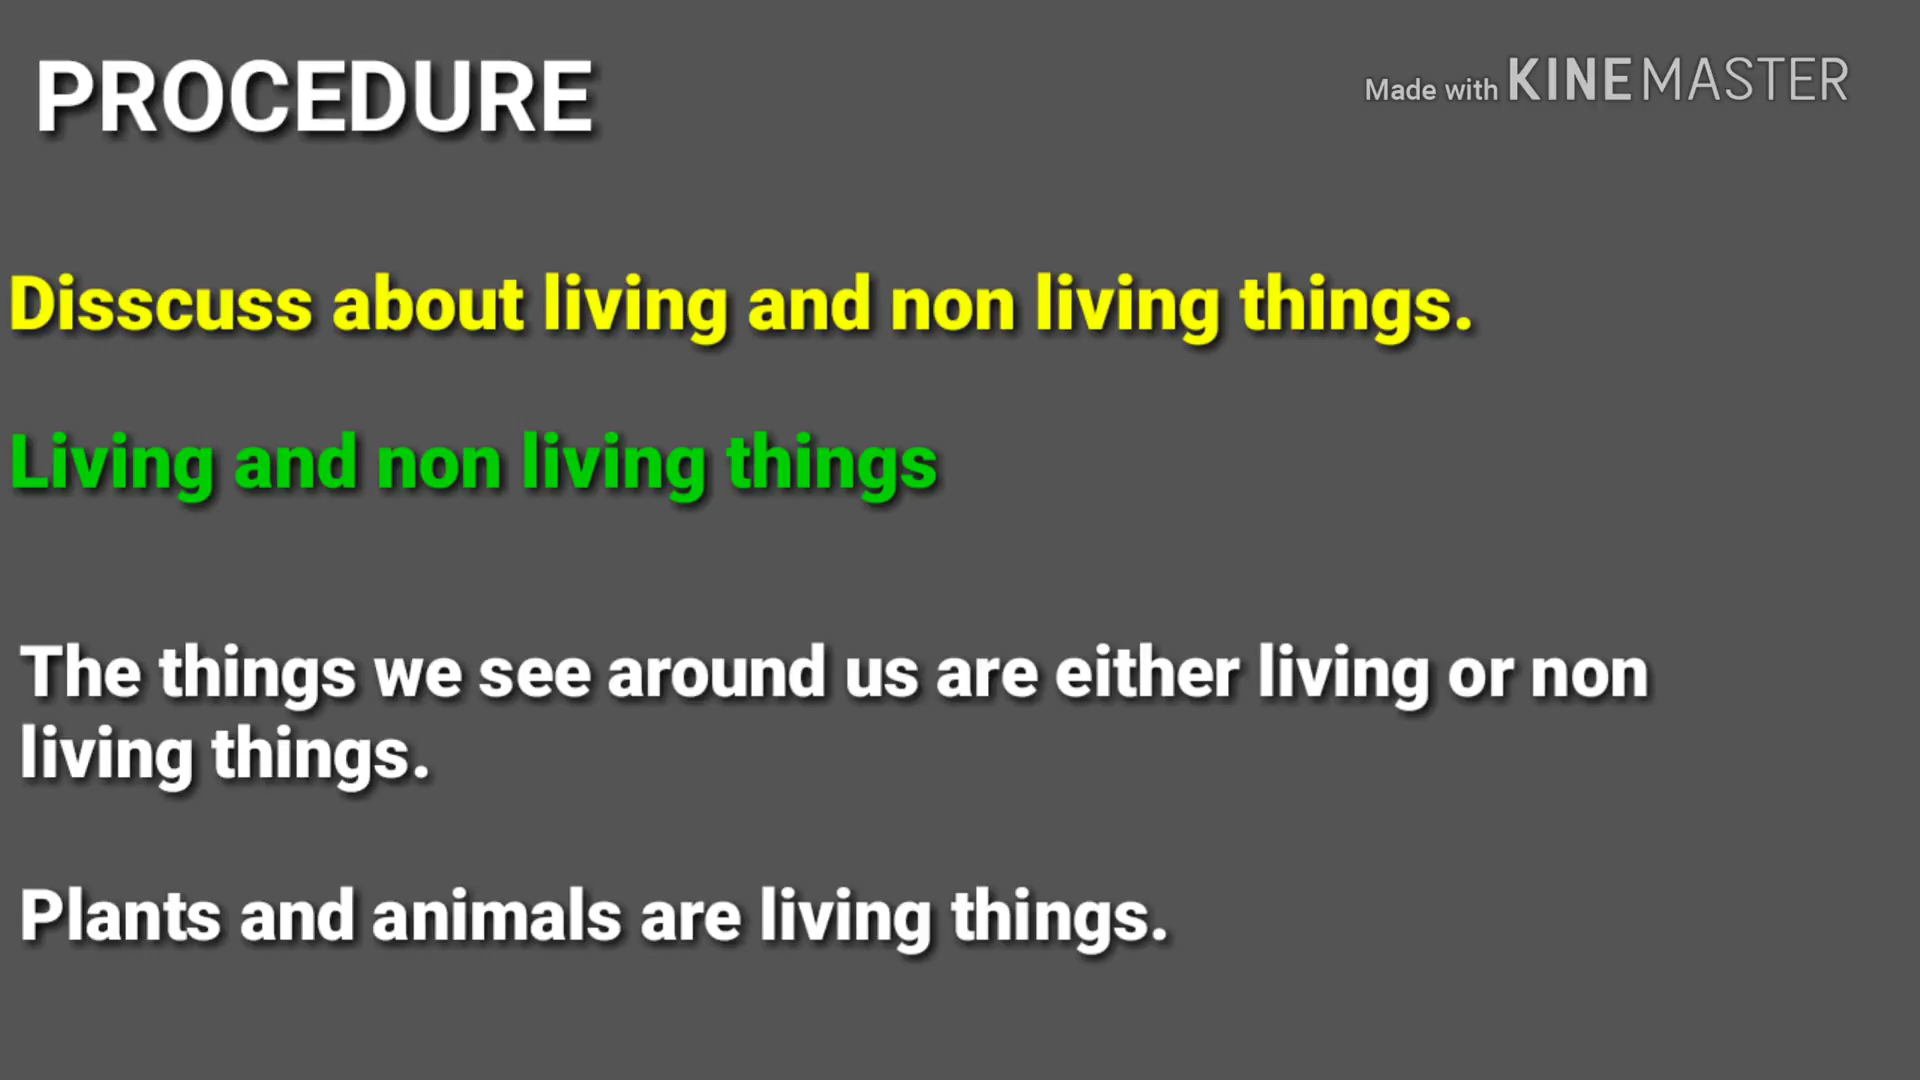 PROCEDURE
Made with KINEMASTER
Disscuss about living and non living things.
Living and non living things
The things we see around us are either living or non
living things.
Plants and animals are living things.